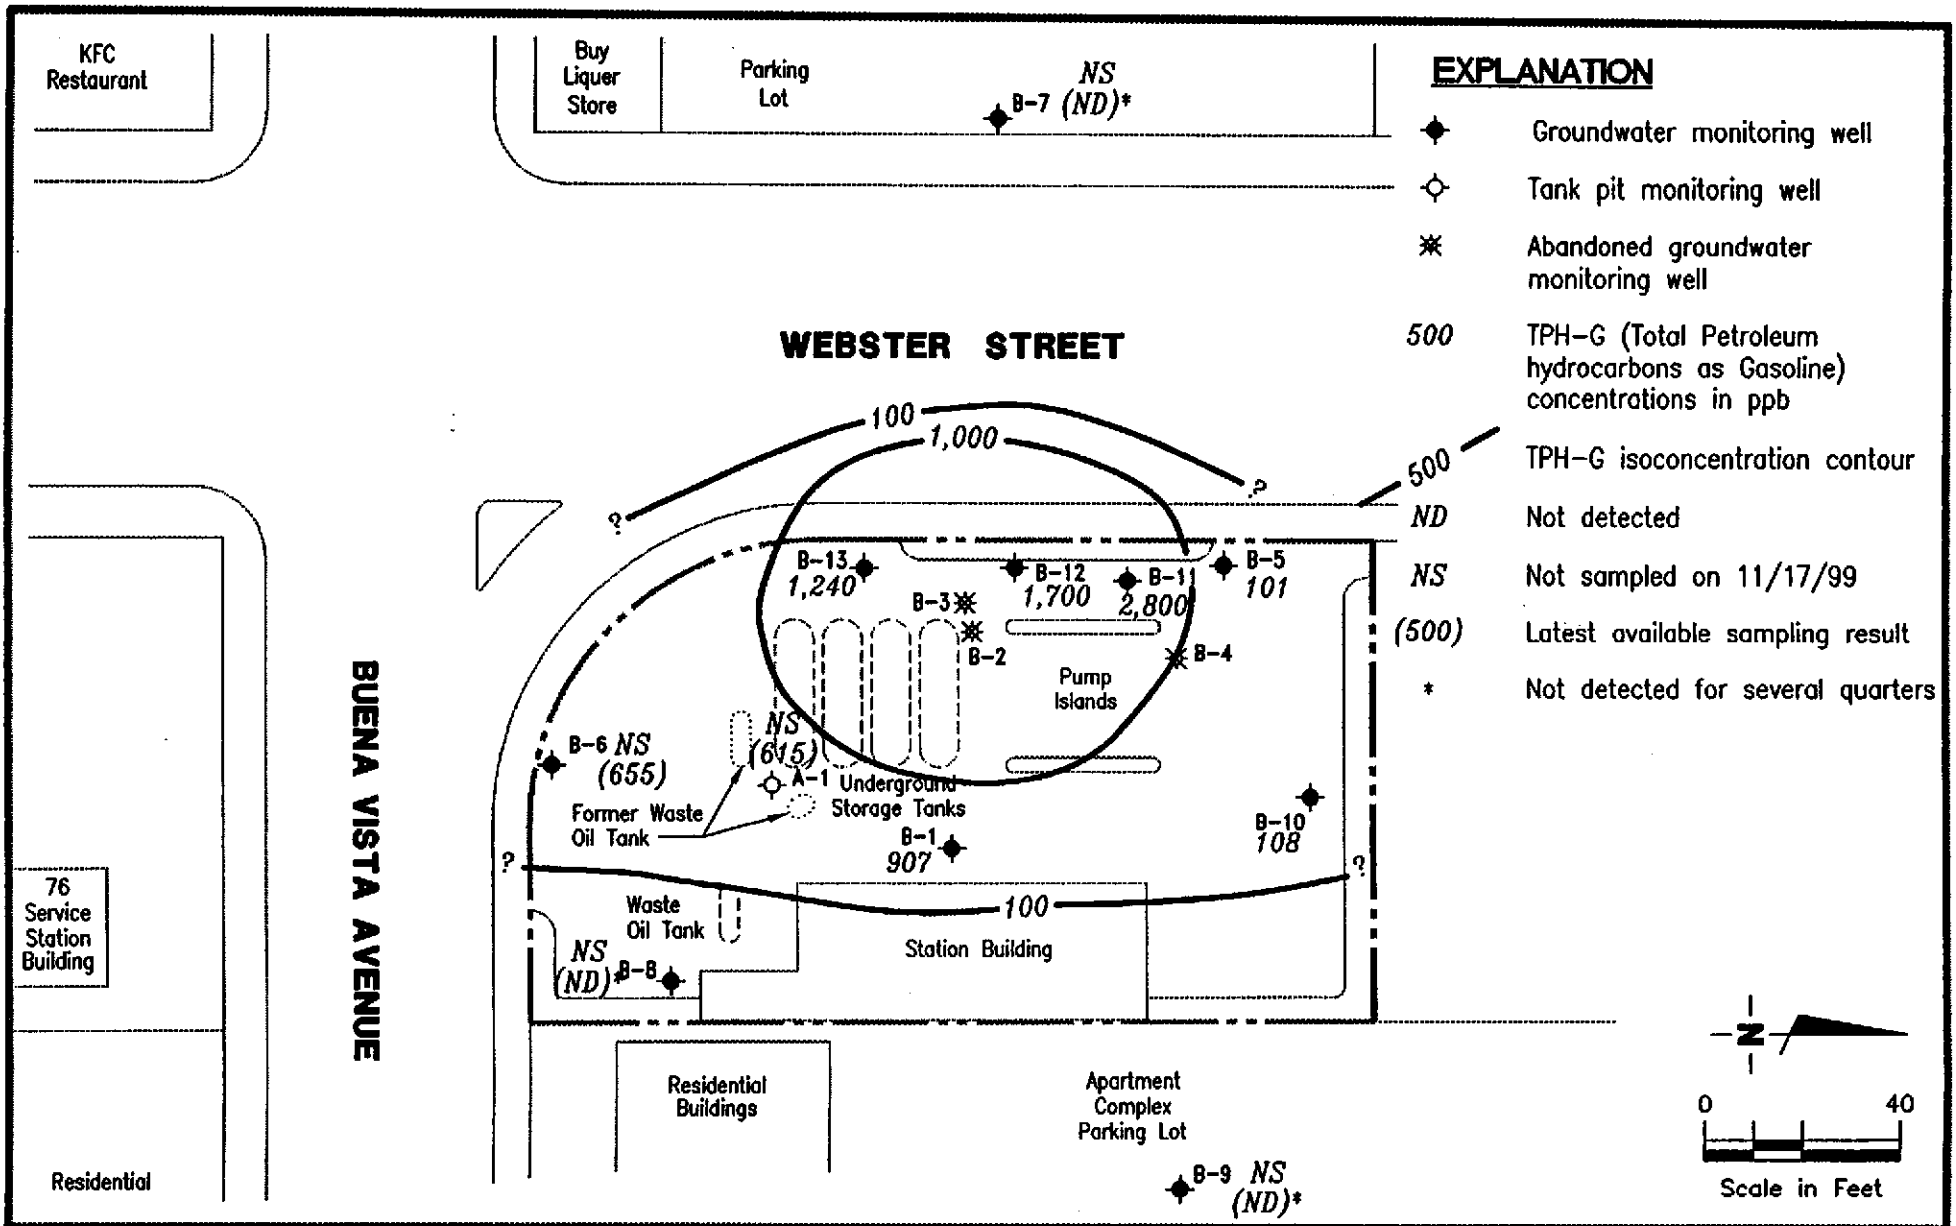 KFC
Restaurant
Buy
Liquer
Store
Parking
Lot
NS
B-7 (ND)*
EXPLANATION
Groundwater monitoring well
Tank pit monitoring well
Abandoned groundwater
monitoring well
500 TPH-G (Total Petroleum
hydrocarbons as Gasoline)
concentrations in ppb
500 TPH-G isoconcentration contour
ND Not detected
NS Not sampled on 11/17/99
(500) Latest available sampling result
* Not detected for several quarters
WEBSTER STREET
100
1,000
?
?
B-13
1,240
B-12
1,700
B-11
2,800
B-5
101
B-3
B-2
B-4
Pump
Islands
BUENA VISTA AVENUE
B-6 NS
(655)
NS
(615)
A-1
Underground
Storage Tanks
Former Waste
Oil Tank
B-1
907
B-10
108
?
?
100
76
Service
Station
Building
Waste
Oil Tank
Station Building
NS
(ND)* B-8
Residential
Buildings
Apartment
Complex
Parking Lot
B-9 NS
(ND)*
Residential
N
0 40
Scale in Feet